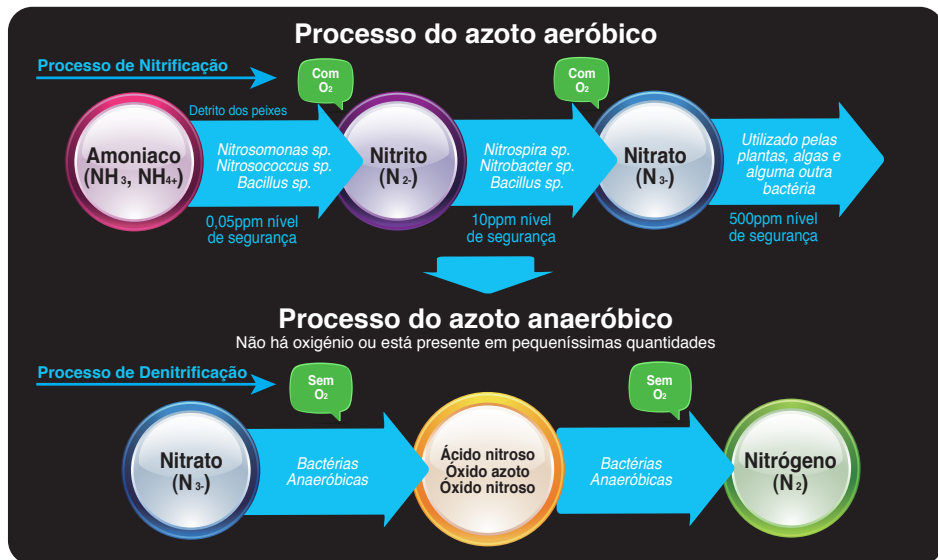 Processo do azoto aeróbico
Processo de Nitrificação
Com
O₂
Com
O₂
Detrito dos peixes
Amoniaco
(NH₃, NH₄₊)
Nitrosomonas sp.
Nitrosococcus sp.
Bacillus sp.
Nitrito
(N₂₋)
Nitrospira sp.
Nitrobacter sp.
Bacillus sp.
Nitrato
(N₃₋)
Utilizado pelas
plantas, algas e
alguma outra
bactéria
0,05ppm nível
de segurança
10ppm nível
de segurança
500ppm nível
de segurança
Processo do azoto anaeróbico
Não há oxigénio ou está presente em pequeníssimas quantidades
Processo de Denitrificação
Sem
O₂
Sem
O₂
Nitrato
(N₃₋)
Bactérias
Anaeróbicas
Ácido nitroso
Óxido azoto
Óxido nitroso
Bactérias
Anaeróbicas
Nitrógeno
(N₂)